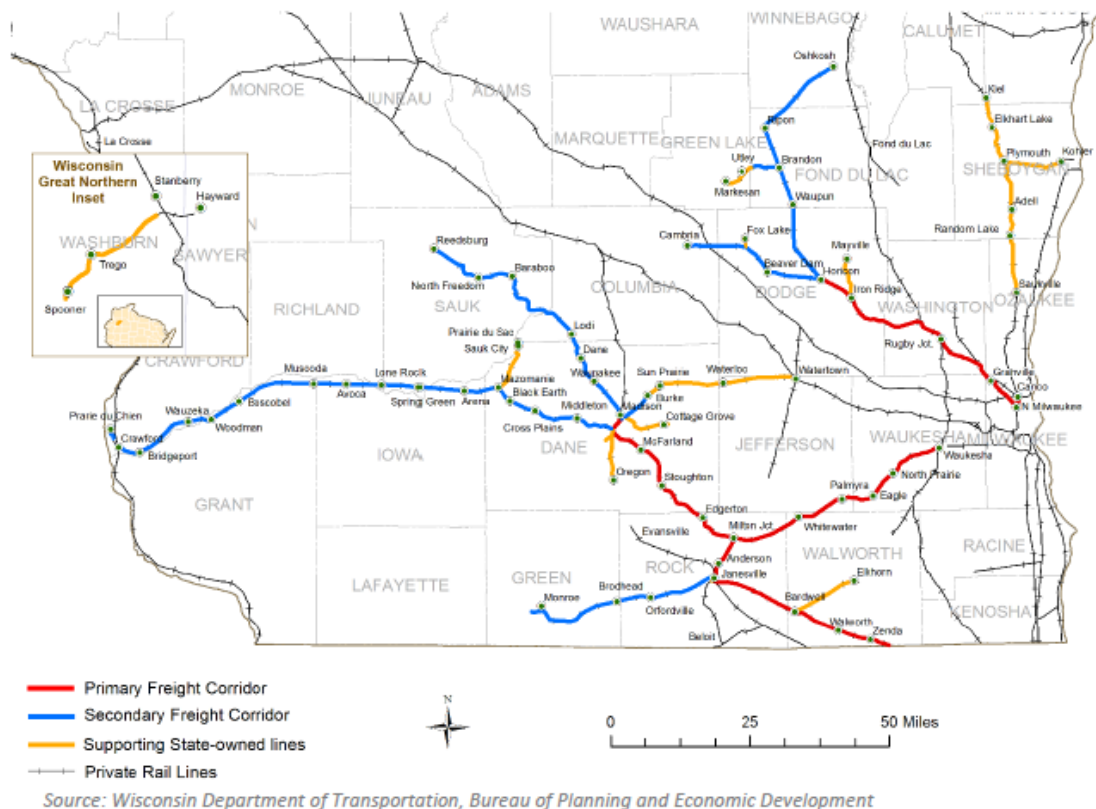 WAUSHARA
WINNEBAGO
CALUMET
Oshkosh
MONROE
JUNEAU
ADAMS
LA CROSSE
La Crosse
MARQUETTE
GREEN LAKE
Ripon
Kiel
Elkhart Lake
Fond du Lac
Plymouth
Kohler
Utley
Brandon
FOND DU LAC
SHEBOYGAN
Markesan
Waupun
Adell
Random Lake
Wisconsin
Great Northern
Inset
Stanberry
Hayward
WASHBURN
SAWYER
Trego
Spooner
Reedsburg
North Freedom
Baraboo
SAUK
COLUMBIA
Cambria
Fox Lake
Beaver Dam
Mayville
Horicon
DODGE
Iron Ridge
WASHINGTON
Saukville
OZAUKEE
RICHLAND
CRAWFORD
Prairie du Sac
Sauk City
Lodi
Dane
Waunakee
Rugby Jct.
Granville
Canco
N Milwaukee
Muscoda
Avoca
Lone Rock
Spring Green
Arena
Mazomanie
Black Earth
Sun Prairie
Burke
Waterloo
Watertown
Boscobel
Woodman
Wauzeka
Prarie du Chien
Crawford
Bridgeport
Cross Plains
Middleton
Madison
Cottage Grove
DANE
McFarland
JEFFERSON
WAUKESHA
MILWAUKEE
Waukesha
IOWA
GRANT
Oregon
Stoughton
North Prairie
Palmyra
Eagle
Edgerton
Whitewater
Evansville
Milton Jct.
WALWORTH
RACINE
LAFAYETTE
GREEN
ROCK
Anderson
Janesville
Elkhorn
Monroe
Brodhead
Orfordville
Bardwell
KENOSHA
Beloit
Walworth
Zenda
Primary Freight Corridor
Secondary Freight Corridor
Supporting State-owned lines
Private Rail Lines
N
0 25 50 Miles
Source: Wisconsin Department of Transportation, Bureau of Planning and Economic Development